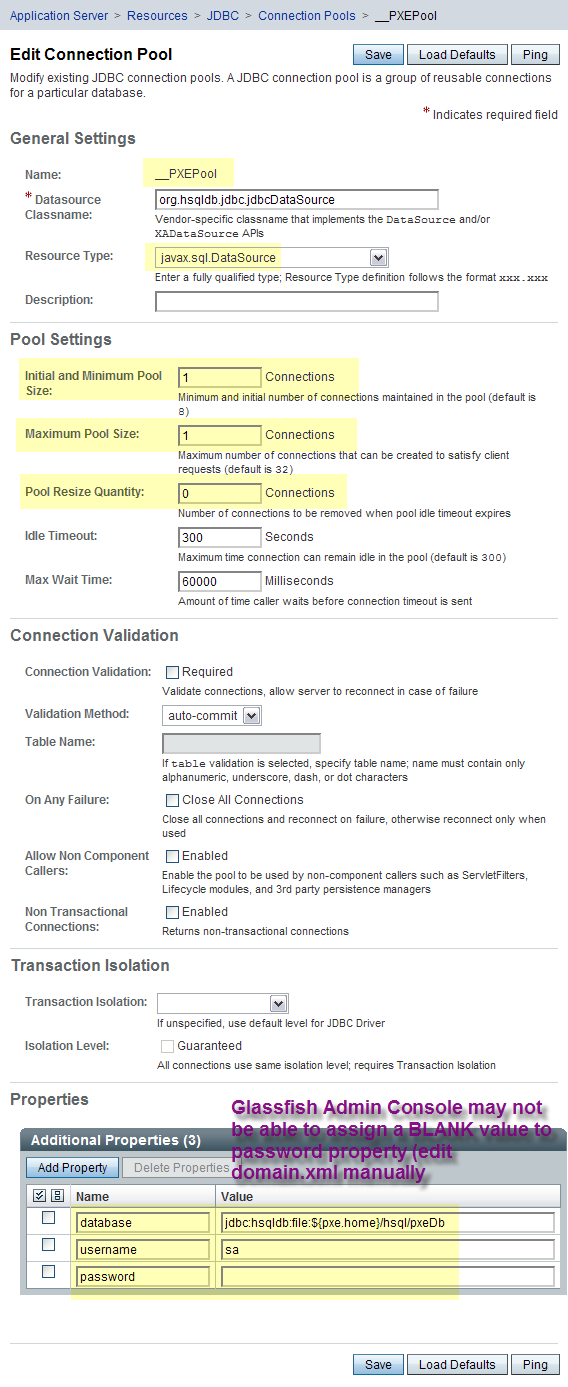 Application Server > Resources > JDBC > Connection Pools > __PXEPool
Edit Connection Pool
Save
Load Defaults
Ping
Modify existing JDBC connection pools. A JDBC connection pool is a group of reusable connections
for a particular database.
* Indicates required field
General Settings
Name: __PXEPool
* Datasource Classname: org.hsqldb.jdbc.jdbcDataSource
Vendor-specific classname that implements the DataSource and/or
XADataSource APIs
Resource Type: javax.sql.DataSource
Enter a fully qualified type; Resource Type definition follows the format xxx.xxx
Description:
Pool Settings
Initial and Minimum Pool Size: 1 Connections
Minimum and initial number of connections maintained in the pool (default is
8)
Maximum Pool Size: 1 Connections
Maximum number of connections that can be created to satisfy client
requests (default is 32)
Pool Resize Quantity: 0 Connections
Number of connections to be removed when pool idle timeout expires
Idle Timeout: 300 Seconds
Maximum time connection can remain idle in the pool (default is 300)
Max Wait Time: 60000 Milliseconds
Amount of time caller waits before connection timeout is sent
Connection Validation
Connection Validation: Required
Validate connections, allow server to reconnect in case of failure
Validation Method: auto-commit
Table Name:
If table validation is selected, specify table name; name must contain only
alphanumeric, underscore, dash, or dot characters
On Any Failure: Close All Connections
Close all connections and reconnect on failure, otherwise reconnect only when
used
Allow Non Component Callers: Enabled
Enable the pool to be used by non-component callers such as ServletFilters,
Lifecycle modules, and 3rd party persistence managers
Non Transactional Connections: Enabled
Returns non-transactional connections
Transaction Isolation
Transaction Isolation:
If unspecified, use default level for JDBC Driver
Isolation Level: Guaranteed
All connections use same isolation level; requires Transaction Isolation
Properties
Glassfish Admin Console may not
be able to assign a BLANK value to
password property (edit
domain.xml manually
Additional Properties (3)
Add Property
Delete Properties
Name Value
database jdbc:hsqldb:file:${pxe.home}/hsql/pxeDb
username sa
password
Save
Load Defaults
Ping